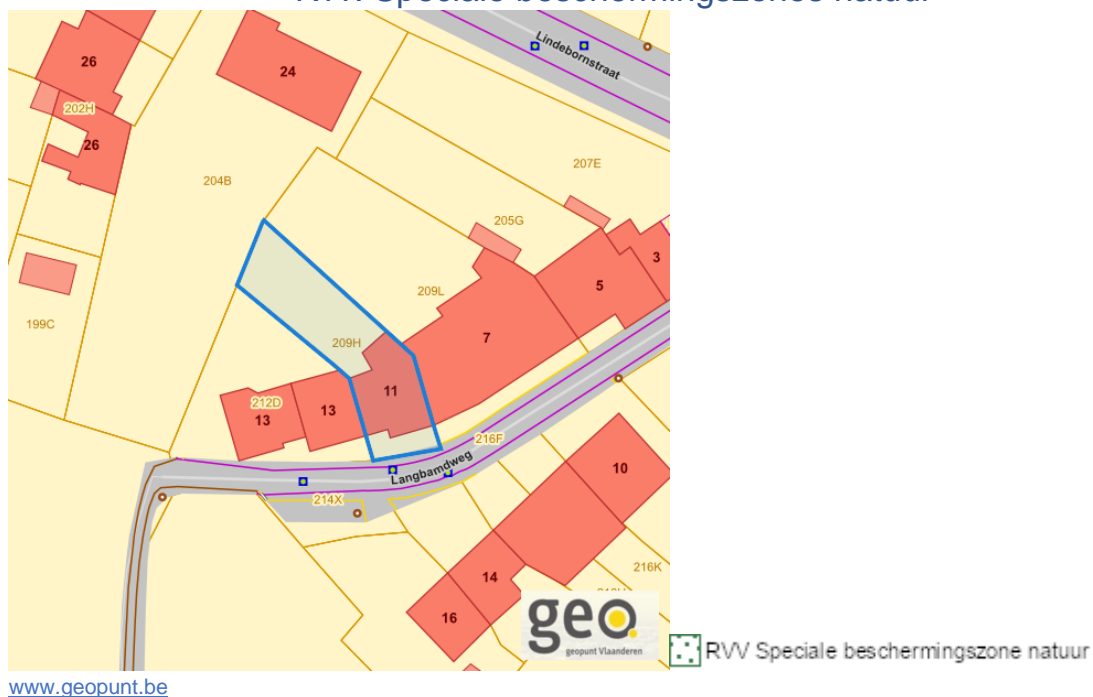 RVV Speciale beschermingszones natuur
Lindebornstraat
26
24
202H
26
207E
204B
205G
3
5
209L
199C
7
209H
11
212D
13
13
216F
Langbamdweg
10
214X
216K
14
16
geo.
geopunt Vlaanderen
RVV Speciale beschermingszone natuur
www.geopunt.be